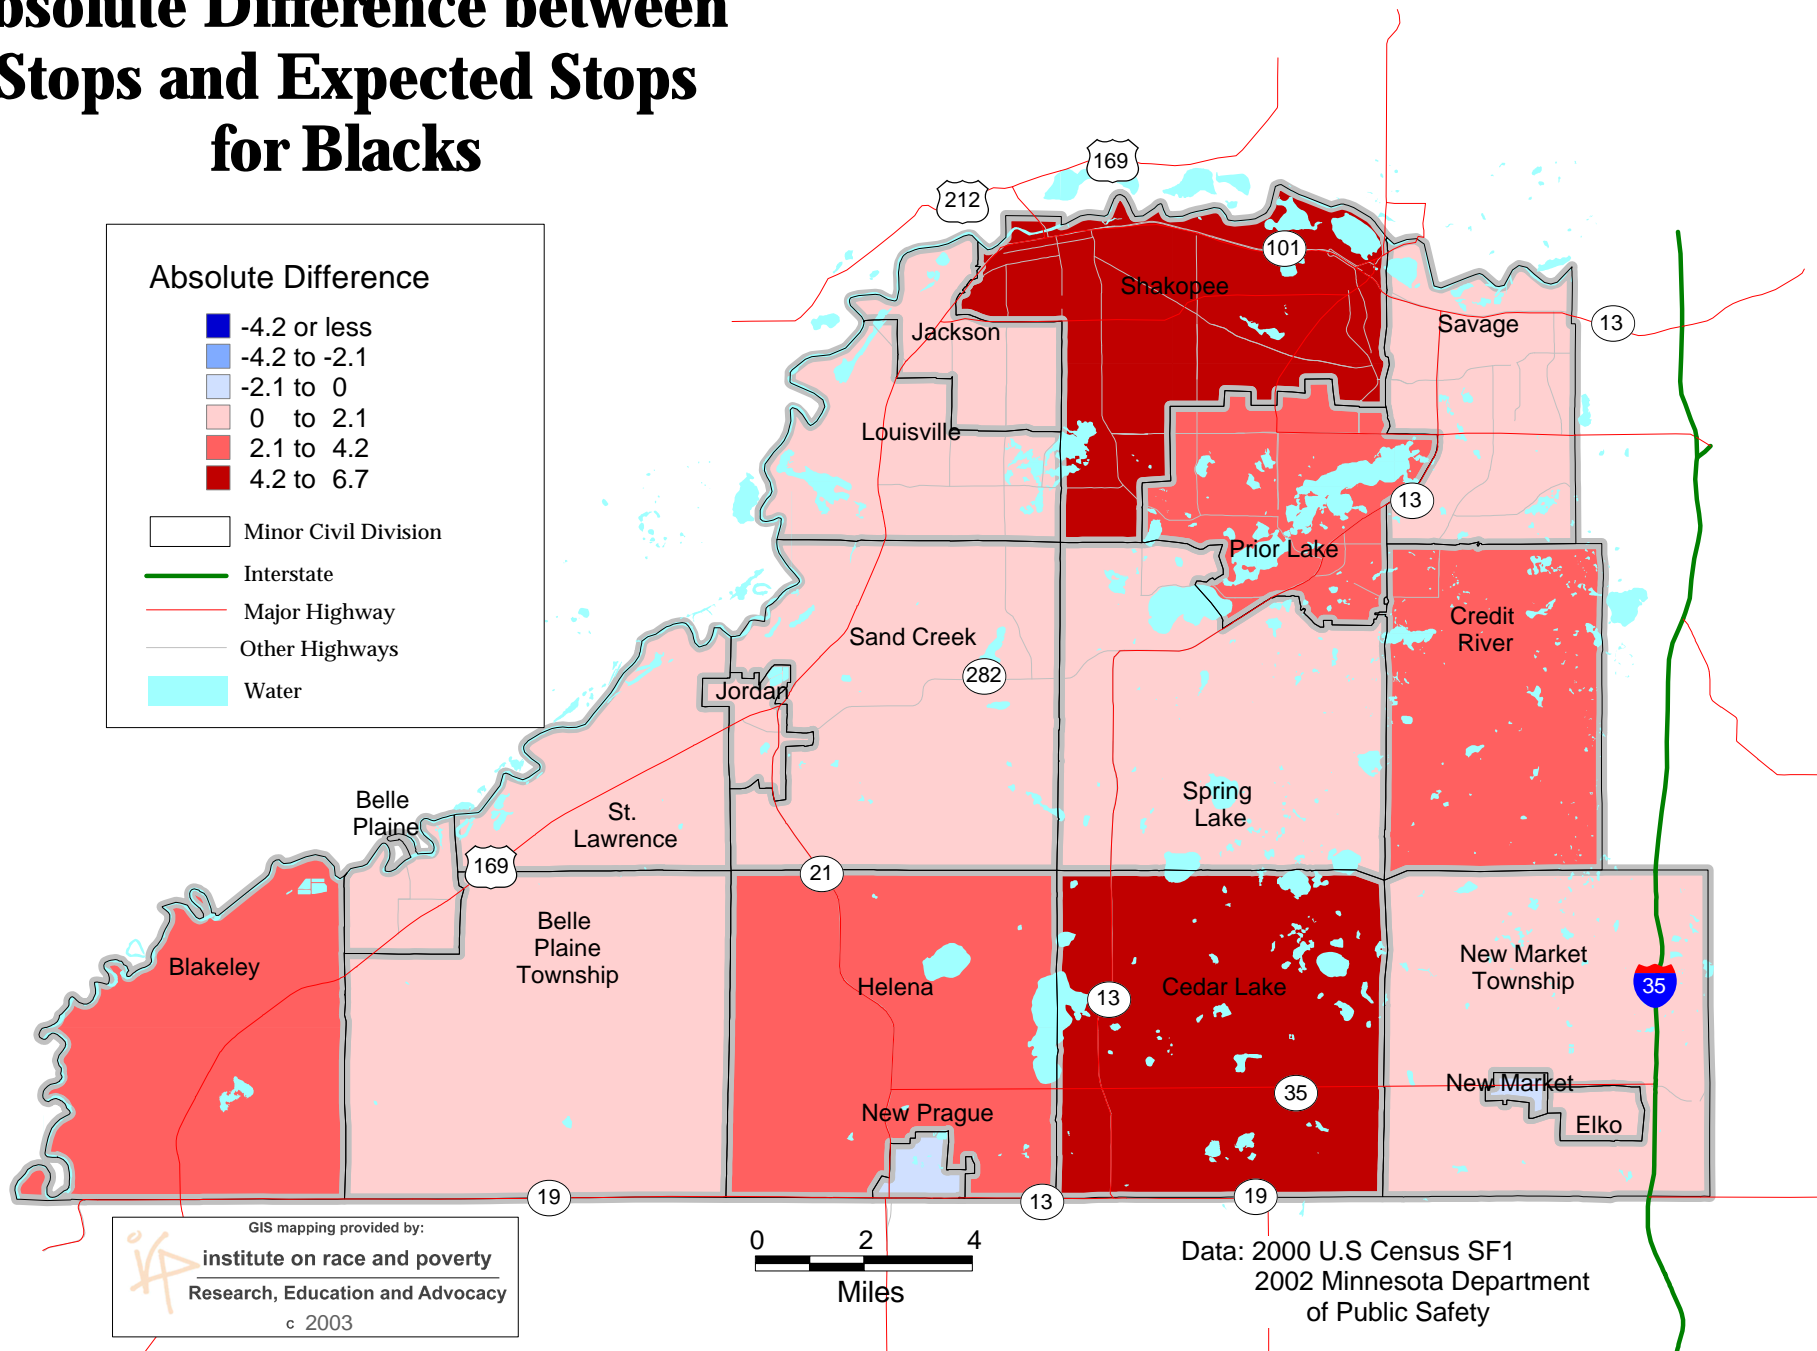 bsolute Difference between
Stops and Expected Stops
for Blacks
Absolute Difference
-4.2 or less
-4.2 to -2.1
-2.1 to 0
0 to 2.1
2.1 to 4.2
4.2 to 6.7
Minor Civil Division
Interstate
Major Highway
Other Highways
Water
169
212
101
Shakopee
Jackson
Savage
13
Louisville
13
Prior Lake
Sand Creek
Credit
River
282
Jordan
Belle
Plaine
St.
Lawrence
Spring
Lake
169
21
Belle
Plaine
Township
Blakeley
Helena
13
Cedar Lake
New Market
Township
35
New Market
35
Elko
New Prague
19
13
19
GIS mapping provided by:
institute on race and poverty
Research, Education and Advocacy
c 2003
irp
0 2 4
Miles
Data: 2000 U.S Census SF1
2002 Minnesota Department
of Public Safety